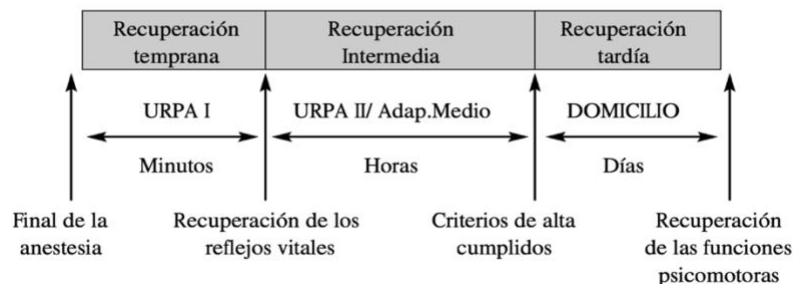 Recuperación temprana
Recuperación Intermedia
Recuperación tardía
URPA I
URPA II/ Adap.Medio
DOMICILIO
Minutos
Horas
Días
Final de la
anestesia
Recuperación de los
reflejos vitales
Criterios de alta
cumplidos
Recuperación
de las funciones
psicomotoras